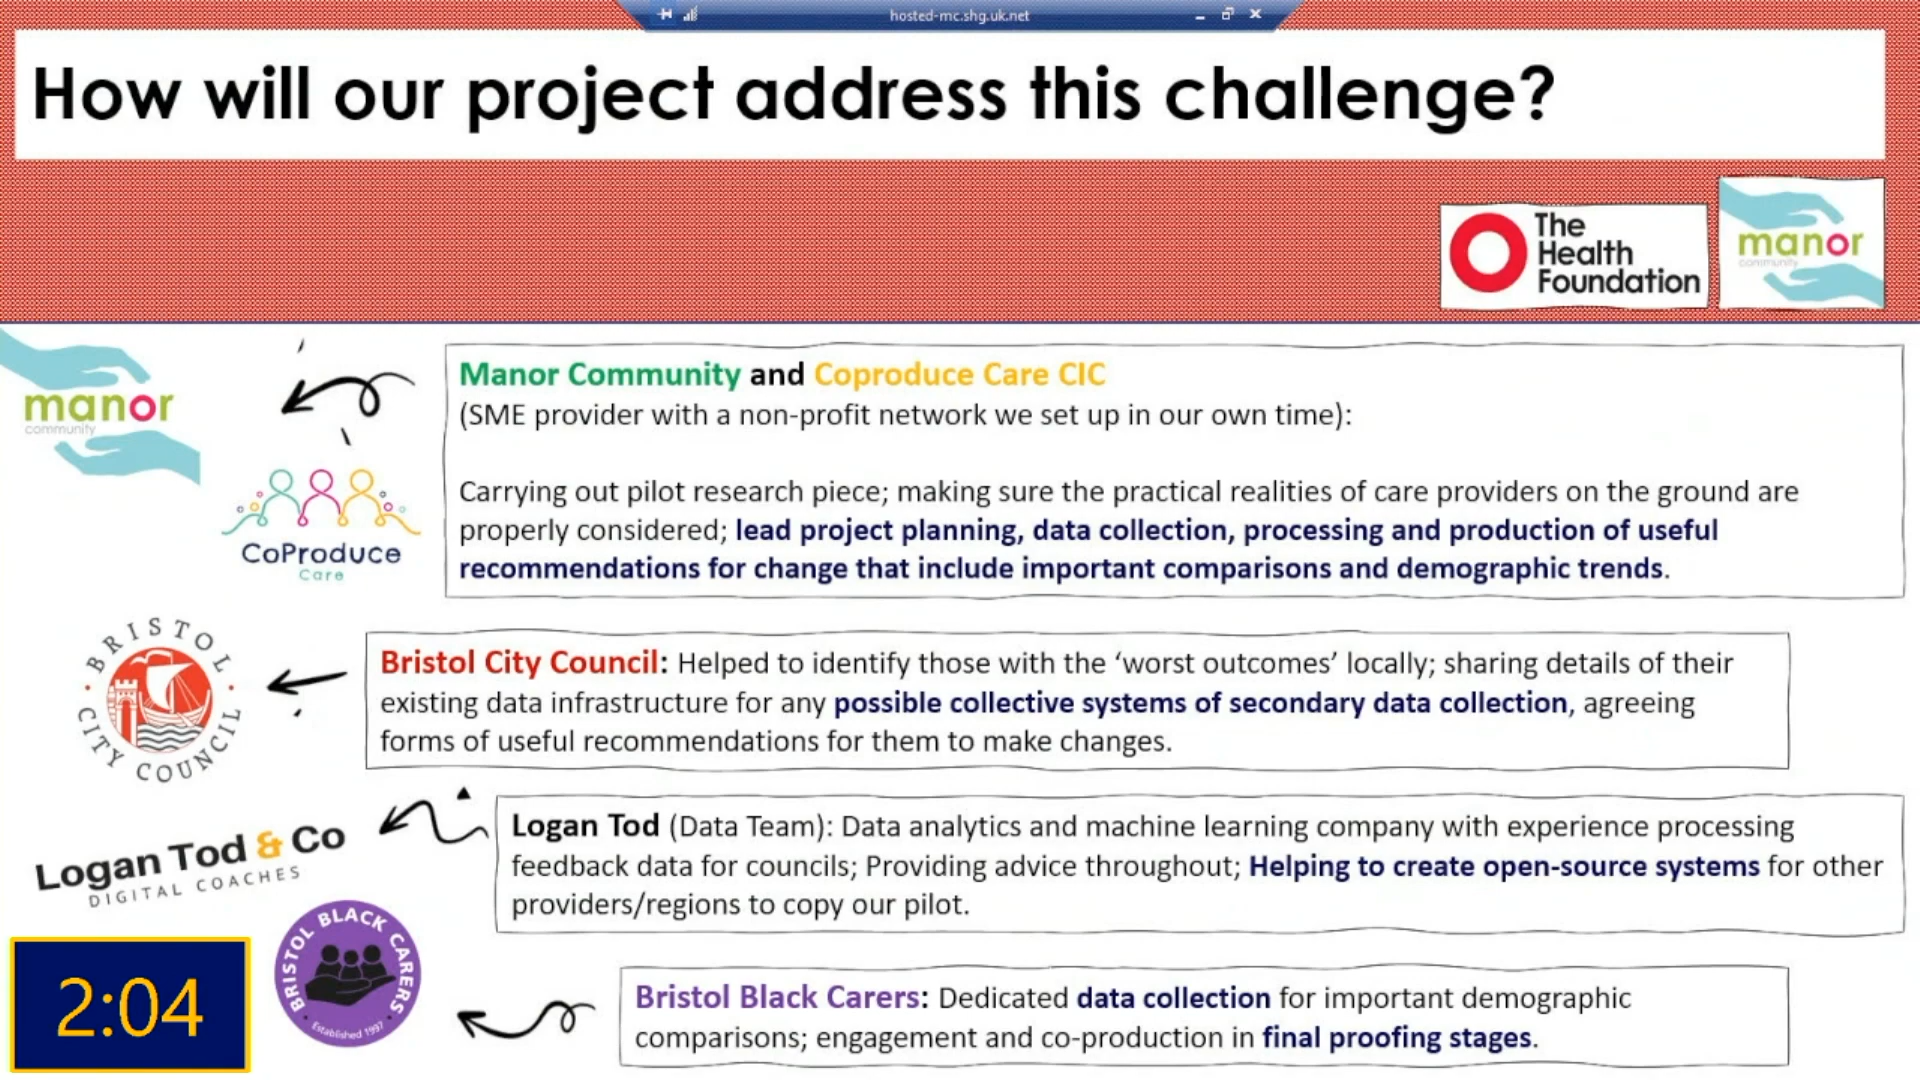 hosted-mc.shg.uk.net
How will our project address this challenge?
The
Health
Foundation
manor
community
manor
community
CoProduce
Care
Manor Community and Coproduce Care CIC
(SME provider with a non-profit network we set up in our own time):
Carrying out pilot research piece; making sure the practical realities of care providers on the ground are
properly considered; lead project planning, data collection, processing and production of useful
recommendations for change that include important comparisons and demographic trends.
BRISTOL
CITY COUNCIL
Bristol City Council: Helped to identify those with the ‘worst outcomes’ locally; sharing details of their
existing data infrastructure for any possible collective systems of secondary data collection, agreeing
forms of useful recommendations for them to make changes.
Logan Tod & Co
DIGITAL COACHES
Logan Tod (Data Team): Data analytics and machine learning company with experience processing
feedback data for councils; Providing advice throughout; Helping to create open-source systems for other
providers/regions to copy our pilot.
BRISTOL BLACK CARERS
Established 1997
2:04
Bristol Black Carers: Dedicated data collection for important demographic
comparisons; engagement and co-production in final proofing stages.